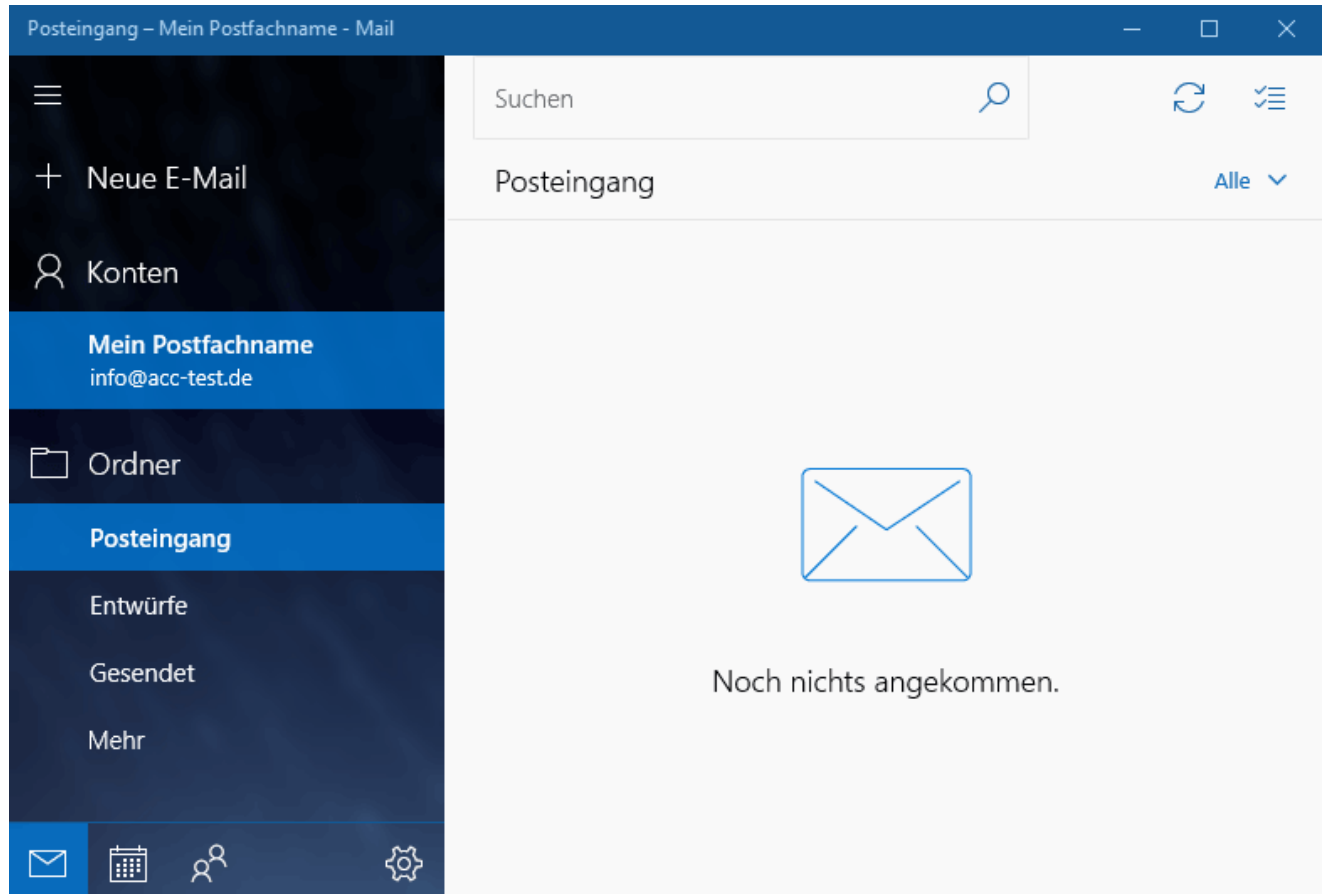 Posteingang – Mein Postfachname - Mail
Neue E-Mail
Konten
Mein Postfachname
info@acc-test.de
Ordner
Posteingang
Entwürfe
Gesendet
Mehr
Suchen
Posteingang
Alle
Noch nichts angekommen.